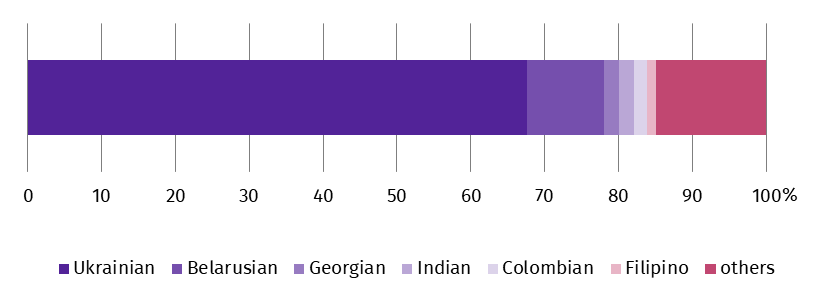 0 10 20 30 40 50 60 70 80 90 100%
Ukrainian Belarusian Georgian Indian Colombian Filipino others